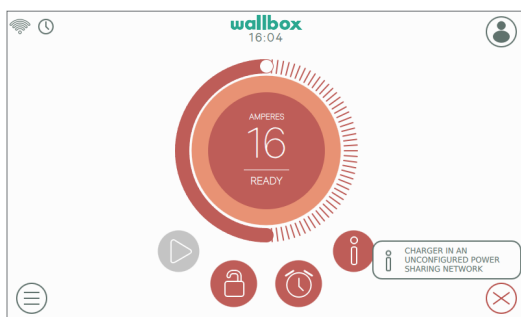 wallbox
16:04
AMPERES
16
READY
CHARGER IN AN
UNCONFIGURED POWER
SHARING NETWORK